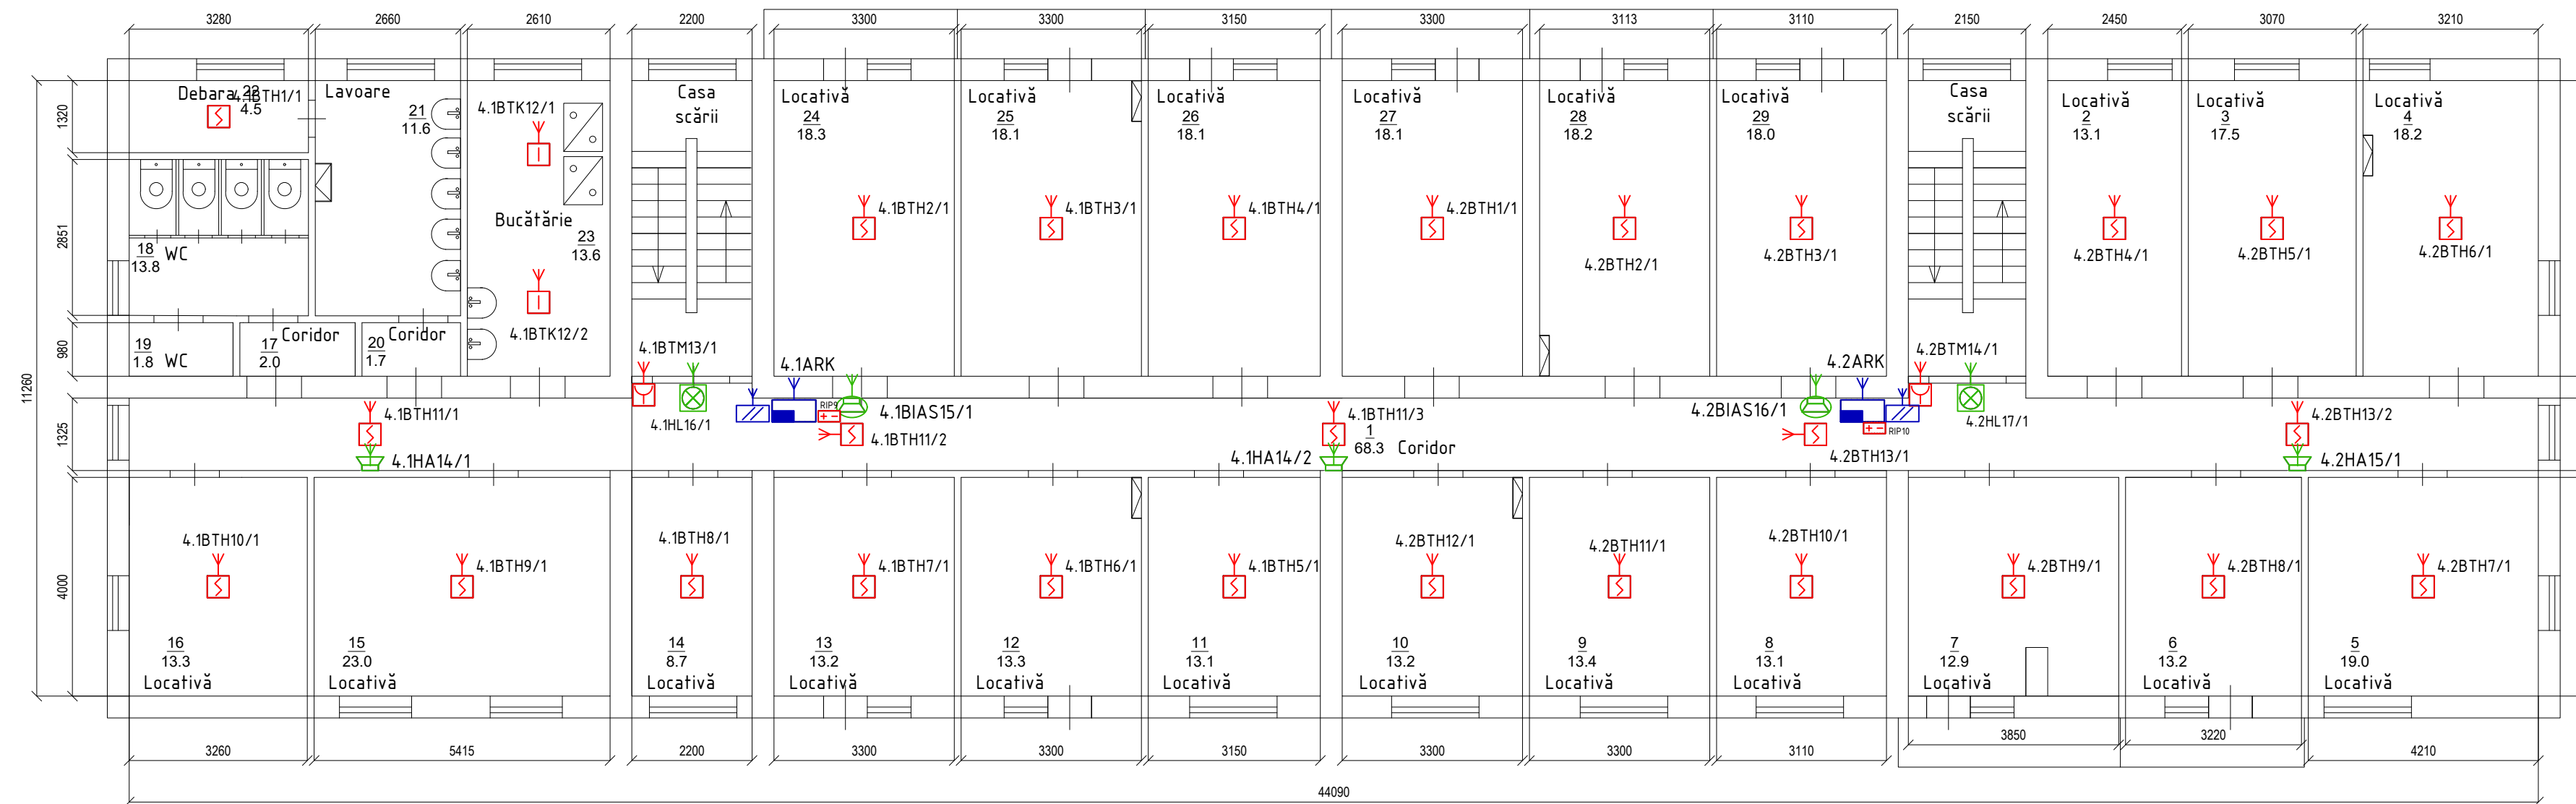 3280
2660
2610
2200
3300
3300
3150
3300
3113
3110
2150
2450
3070
3210
Debara
22
4.5
4.1BTH1/1
Lavoare
21
11.6
4.1BTK12/1
Bucătărie
23
13.6
4.1BTK12/2
Casa
scării
Locativă
24
18.3
4.1BTH2/1
Locativă
25
18.1
4.1BTH3/1
Locativă
26
18.1
4.1BTH4/1
Locativă
27
18.1
4.2BTH1/1
Locativă
28
18.2
4.2BTH2/1
Locativă
29
18.0
4.2BTH3/1
Casa
scării
Locativă
2
13.1
4.2BTH4/1
Locativă
3
17.5
4.2BTH5/1
Locativă
4
18.2
4.2BTH6/1
1320
2851
980
11260
1325
4000
18
13.8
WC
19
1.8
WC
17
2.0
Coridor
20
1.7
Coridor
4.1BTM13/1
4.1HL16/1
4.1ARK
RIP9
4.1BIAS15/1
4.1BTH11/1
4.1HA14/1
4.1BTH11/2
4.1BTH11/3
1
68.3
Coridor
4.1HA14/2
4.2BIAS16/1
4.2ARK
RIP10
4.2BTH13/1
4.2BTM14/1
4.2HL17/1
4.2BTH13/2
4.2HA15/1
4.1BTH10/1
16
13.3
Locativă
4.1BTH9/1
15
23.0
Locativă
4.1BTH8/1
14
8.7
Locativă
4.1BTH7/1
13
13.2
Locativă
4.1BTH6/1
12
13.3
Locativă
4.1BTH5/1
11
13.1
Locativă
4.2BTH12/1
10
13.2
Locativă
4.2BTH11/1
9
13.4
Locativă
4.2BTH10/1
8
13.1
Locativă
4.2BTH9/1
7
12.9
Locativă
4.2BTH8/1
6
13.2
Locativă
4.2BTH7/1
5
19.0
Locativă
3260
5415
2200
3300
3300
3150
3300
3300
3110
3850
3220
4210
44090